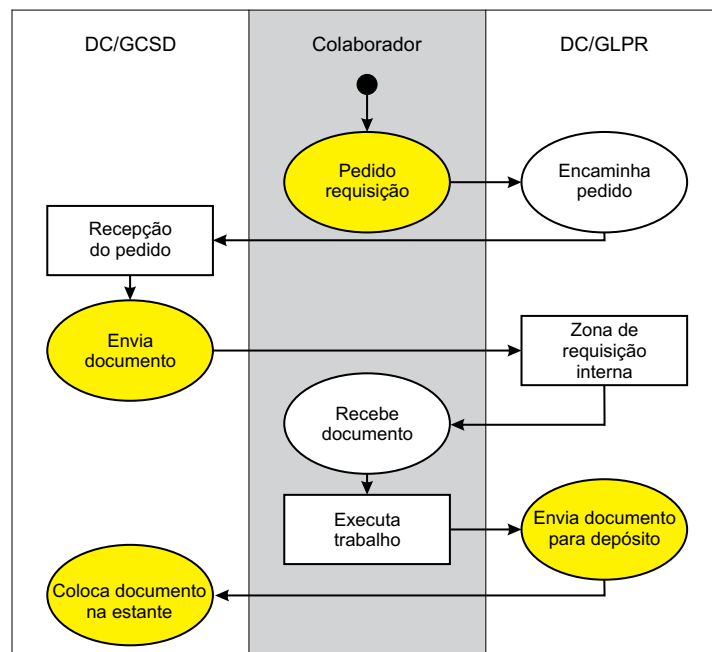 DC/GCSD
Colaborador
DC/GLPR
Pedido
requisição
Encaminha
pedido
Recepção
do pedido
Envia
documento
Zona de
requisição
interna
Recebe
documento
Executa
trabalho
Envia documento
para depósito
Coloca documento
na estante